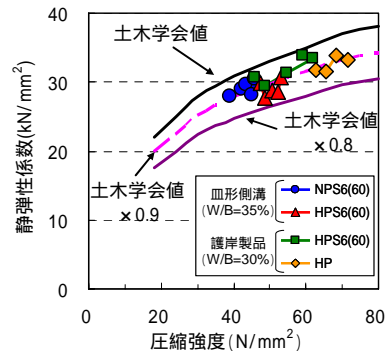 静弾性係数(kN/mm²)
40
30
20
10
0
土木学会値
土木学会値
×0.8
土木学会値
×0.9
皿形側溝
(W/B=35%)
NPS6(60)
HPS6(60)
護岸製品
(W/B=30%)
HPS6(60)
HP
0
20
40
60
80
圧縮強度(N/mm²)